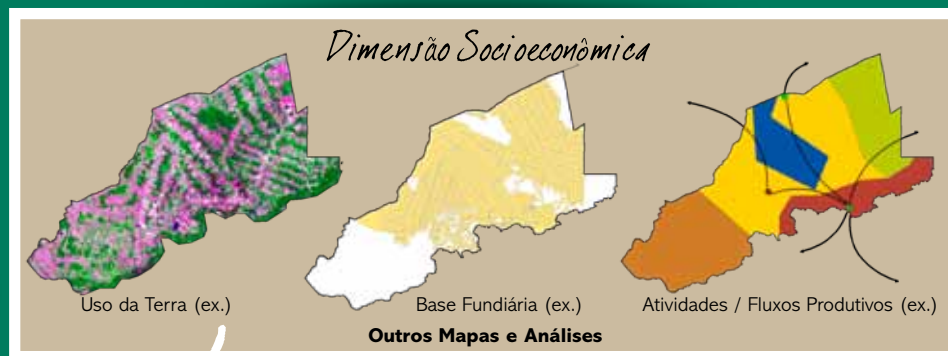 Dimensão Socioeconômica
Uso da Terra (ex.)
Base Fundiária (ex.)
Atividades / Fluxos Produtivos (ex.)
Outros Mapas e Análises